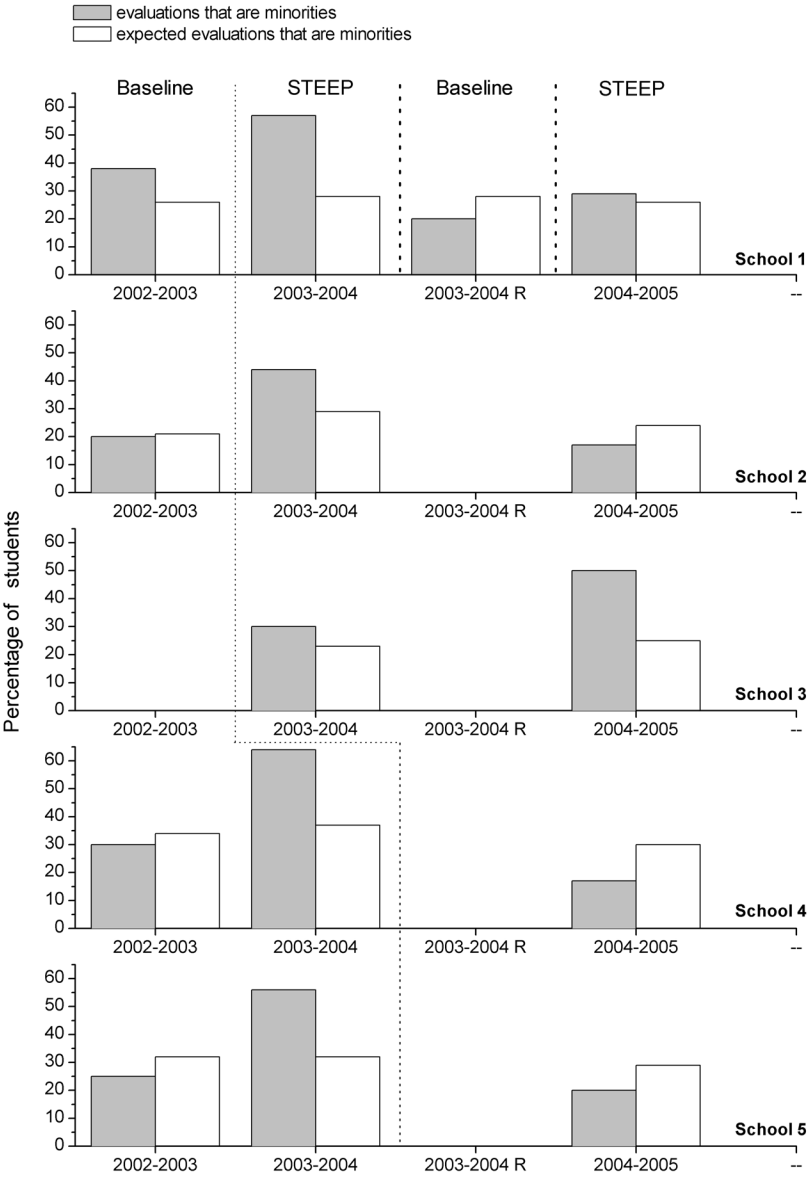 evaluations that are minorities
expected evaluations that are minorities
Baseline STEEP Baseline STEEP
60
50
40
30
20
10
0
School 1
2002-2003 2003-2004 2003-2004 R 2004-2005 --
60
50
40
30
20
10
0
School 2
2002-2003 2003-2004 2003-2004 R 2004-2005 --
Percentage of students
60
50
40
30
20
10
0
School 3
2002-2003 2003-2004 2003-2004 R 2004-2005 --
60
50
40
30
20
10
0
School 4
2002-2003 2003-2004 2003-2004 R 2004-2005 --
60
50
40
30
20
10
0
School 5
2002-2003 2003-2004 2003-2004 R 2004-2005 --